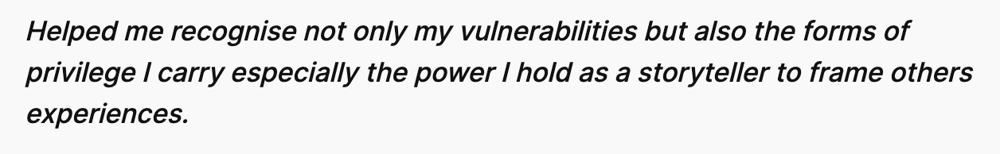 Helped me recognise not only my vulnerabilities but also the forms of
privilege I carry especially the power I hold as a storyteller to frame others
experiences.